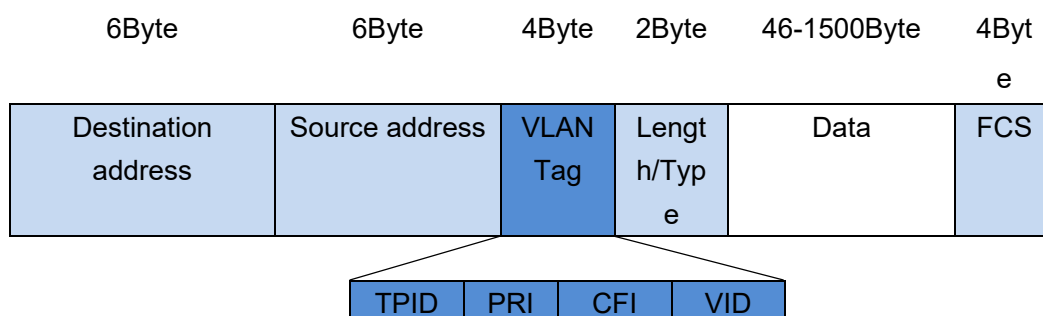 6Byte 6Byte 4Byte 2Byte 46-1500Byte 4Byt
e
Destination Source address VLAN Lengt Data FCS
address Tag h/Typ
e
TPID PRI CFI VID